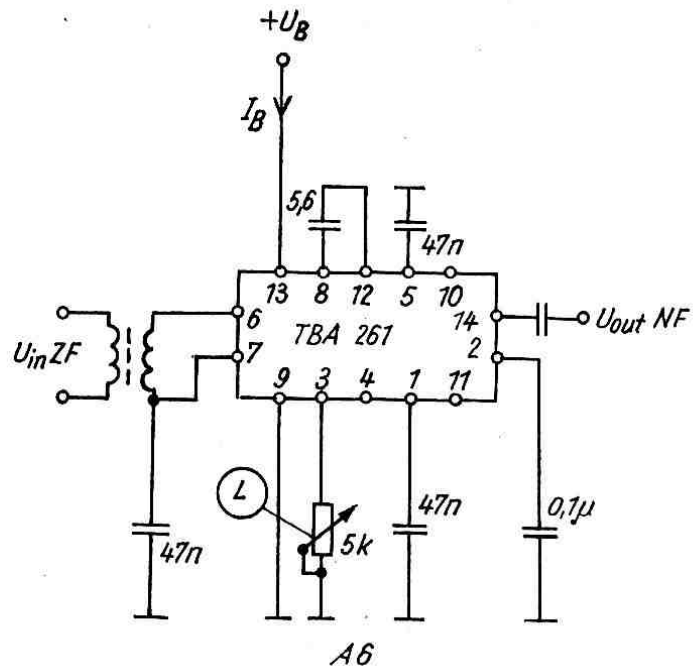 +U_B
I_B
5,6
47n
13 8 12 5 10
6
7
TBA 261
14
2
U_out NF
U_in ZF
9 3 4 1 11
L
5k
47n
47n
0,1µ
A6